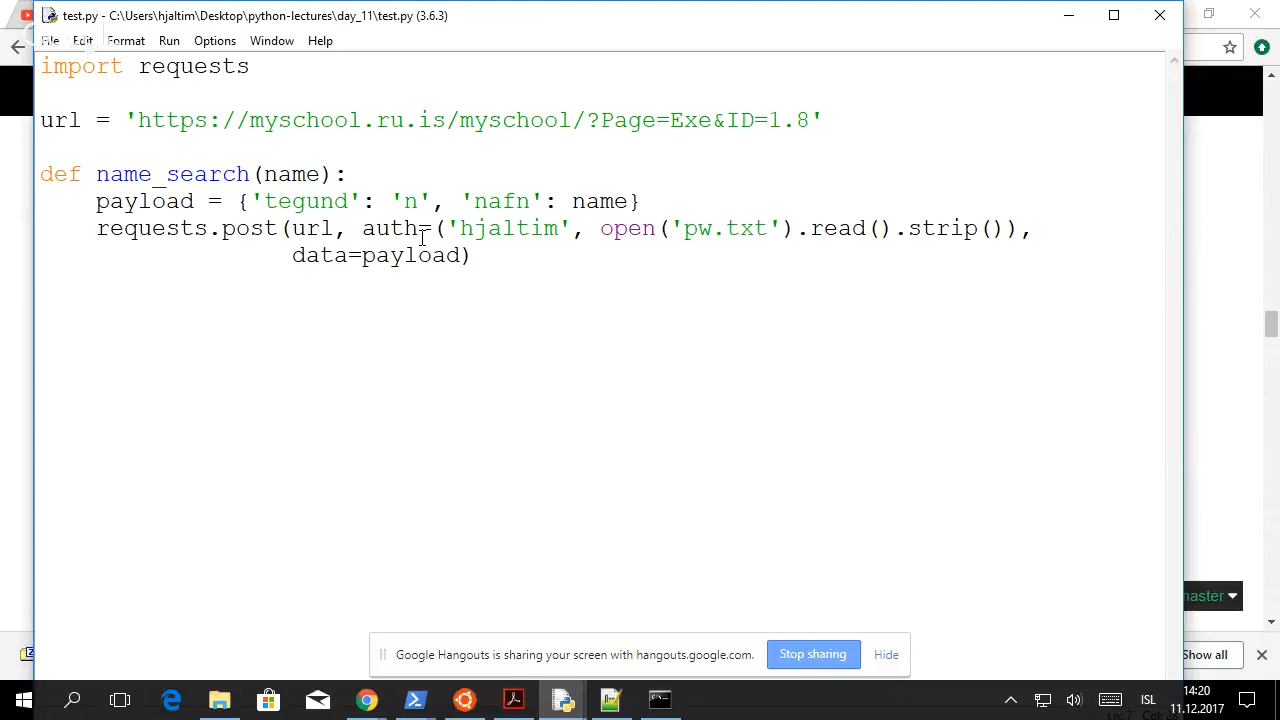 test.py - C:\Users\hjaltim\Desktop\python-lectures\day_11\test.py (3.6.3)
File Edit Format Run Options Window Help
import requests
url = 'https://myschool.ru.is/myschool/?Page=Exe&ID=1.8'
def name_search(name):
    payload = {'tegund': 'n', 'nafn': name}
    requests.post(url, auth=('hjaltim', open('pw.txt').read().strip()),
                  data=payload)
master
Google Hangouts is sharing your screen with hangouts.google.com. Stop sharing Hide
Show all
ISL
14:20
11.12.2017